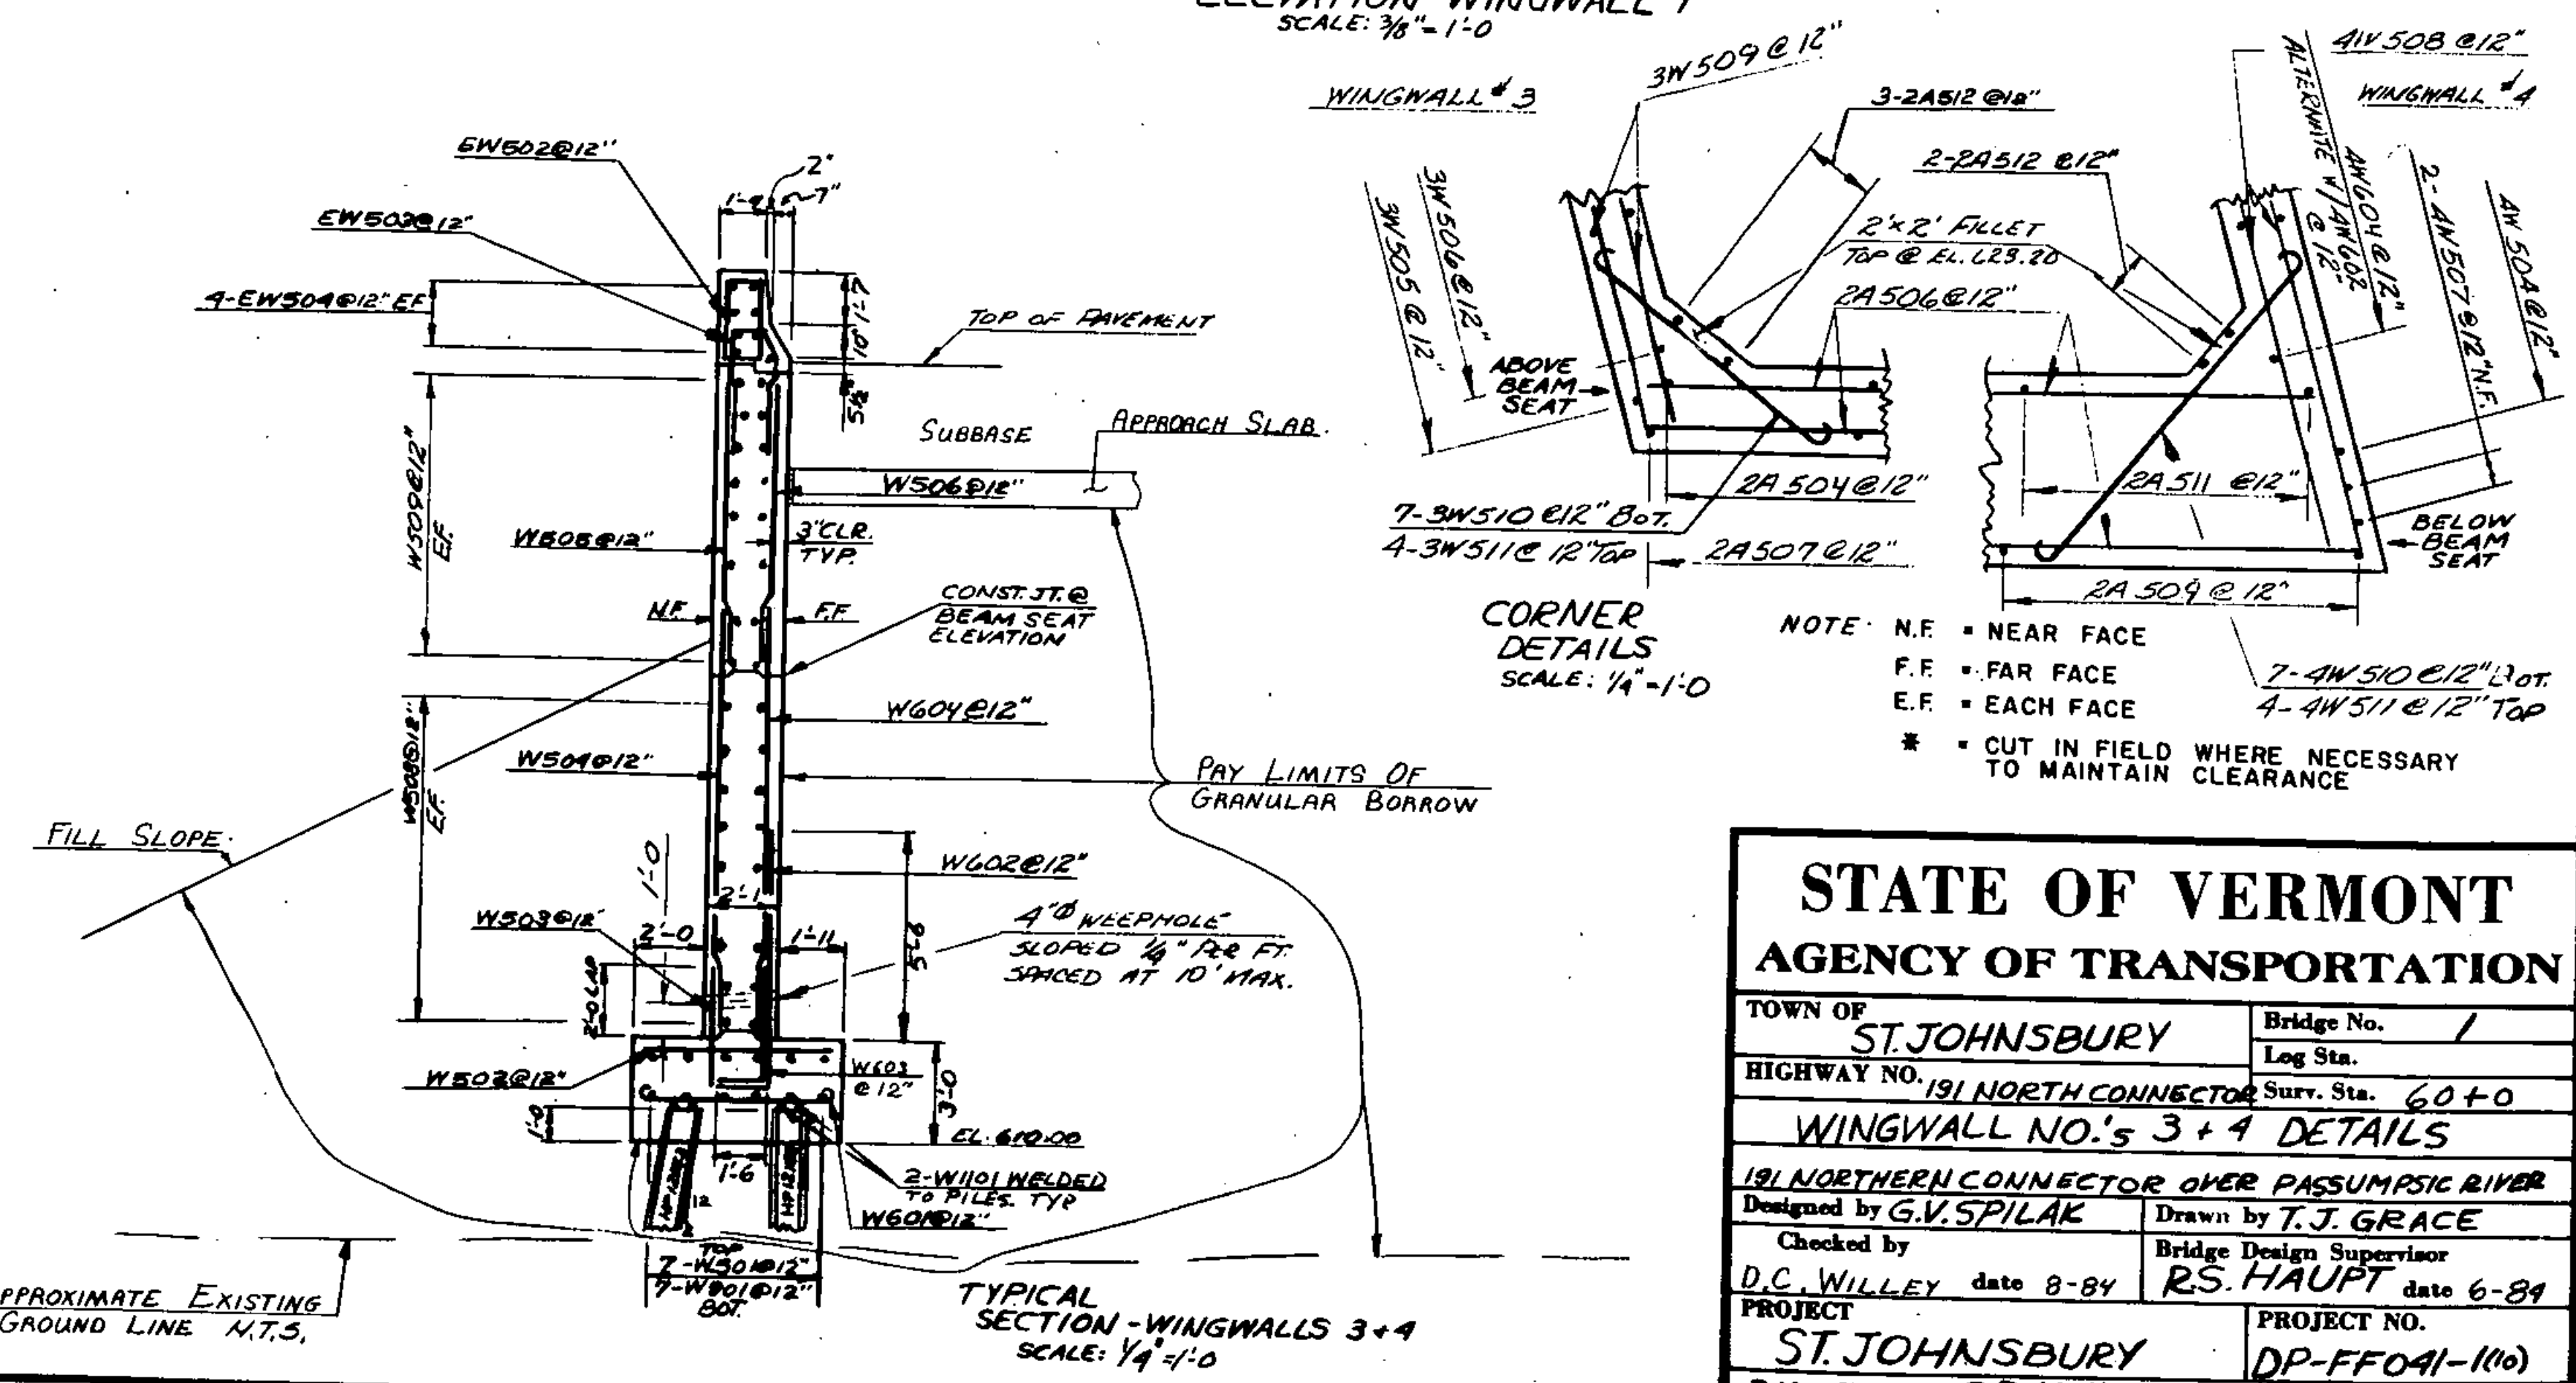 ELEVATION WINGWALL
SCALE: 3/8" = 1'-0
6W502@12"
EW503@12"
4-EW504@12" E.F.
2"
7"
1'-7
10"
5½"
TOP OF PAVEMENT
SUBBASE
APPROACH SLAB.
W506@12"
W509@12"
E.F.
W505@12"
3" CLR.
TYP.
N.F.
F.F.
CONST. JT. @
BEAM SEAT
ELEVATION
W604@12"
W508@12"
E.F.
W504@12"
PAY LIMITS OF
GRANULAR BORROW
FILL SLOPE
1'-0
W602@12"
2'-1
W503@12"
2'-0
1'-11
5'-6
4"Ø WEEPHOLE
SLOPED ¼" PER FT.
SPACED AT 10' MAX.
2'-0 LAP
W502@12"
W603
@ 12"
3'-0
1'-0
EL. 610.00
1'-6
2-W1101 WELDED
TO PILES TYP
W601@12"
12
TOP
7-W501@12"
7-W901@12"
BOT.
PPROXIMATE EXISTING
GROUND LINE N.T.S.
TYPICAL
SECTION - WINGWALLS 3+4
SCALE: ¼" = 1'-0
WINGWALL #3
3W509 @ 12"
3-2A512 @12"
2-2A512 @12"
3W506 @ 12"
3W505 @ 12"
2'x2' FILLET
TOP @ EL. 623.20
2A506@12"
ABOVE
BEAM
SEAT
2A504@12"
7-3W510 @12" BOT.
4-3W511@ 12" TOP
2A507@12"
4W508 @12"
WINGWALL #4
ALTERNATE W/4W602
@ 12"
4W604 @ 12"
2-4W507@12" N.F.
4W504 @ 12"
2A511 @12"
BELOW
BEAM
SEAT
2A509 @ 12"
7-4W510 @12" BOT.
4-4W511 @ 12" TOP
CORNER
DETAILS
SCALE: ¼" = 1'-0
NOTE: N.F. = NEAR FACE
F.F. = FAR FACE
E.F. = EACH FACE
* = CUT IN FIELD WHERE NECESSARY
TO MAINTAIN CLEARANCE
STATE OF VERMONT
AGENCY OF TRANSPORTATION
TOWN OF
ST. JOHNSBURY
Bridge No. 1
Log Sta.
HIGHWAY NO. 191 NORTH CONNECTOR
Surv. Sta. 60+0
WINGWALL NO.'s 3 + 4 DETAILS
191 NORTHERN CONNECTOR OVER PASSUMPSIC RIVER
Designed by G.V. SPILAK
Drawn by T.J. GRACE
Checked by
D.C. WILLEY date 8-84
Bridge Design Supervisor
R.S. HAUPT date 6-84
PROJECT
ST. JOHNSBURY
PROJECT NO.
DP-FF041-1(10)